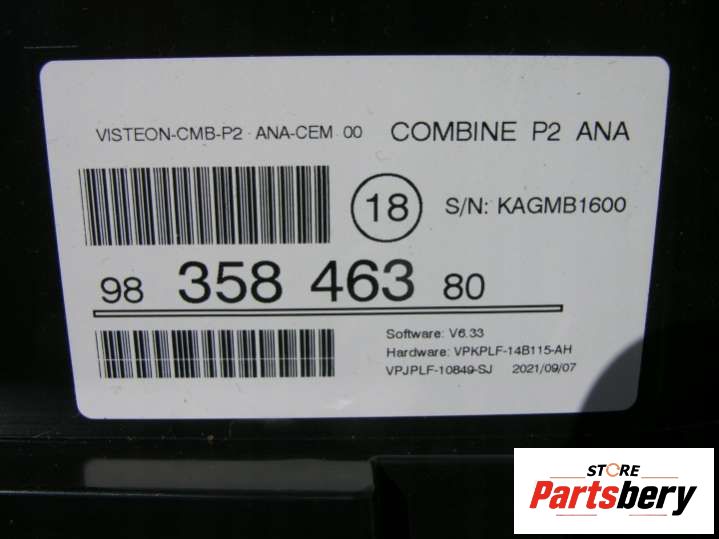 VISTEON-CMB-P2 ANA-CEM 00 COMBINE P2 ANA
18 S/N: KAGMB1600
98 358 463 80
Software: V6.33
Hardware: VPKPLF-14B115-AH
VPJPLF-10849-SJ 2021/09/07
STORE
Partsbery